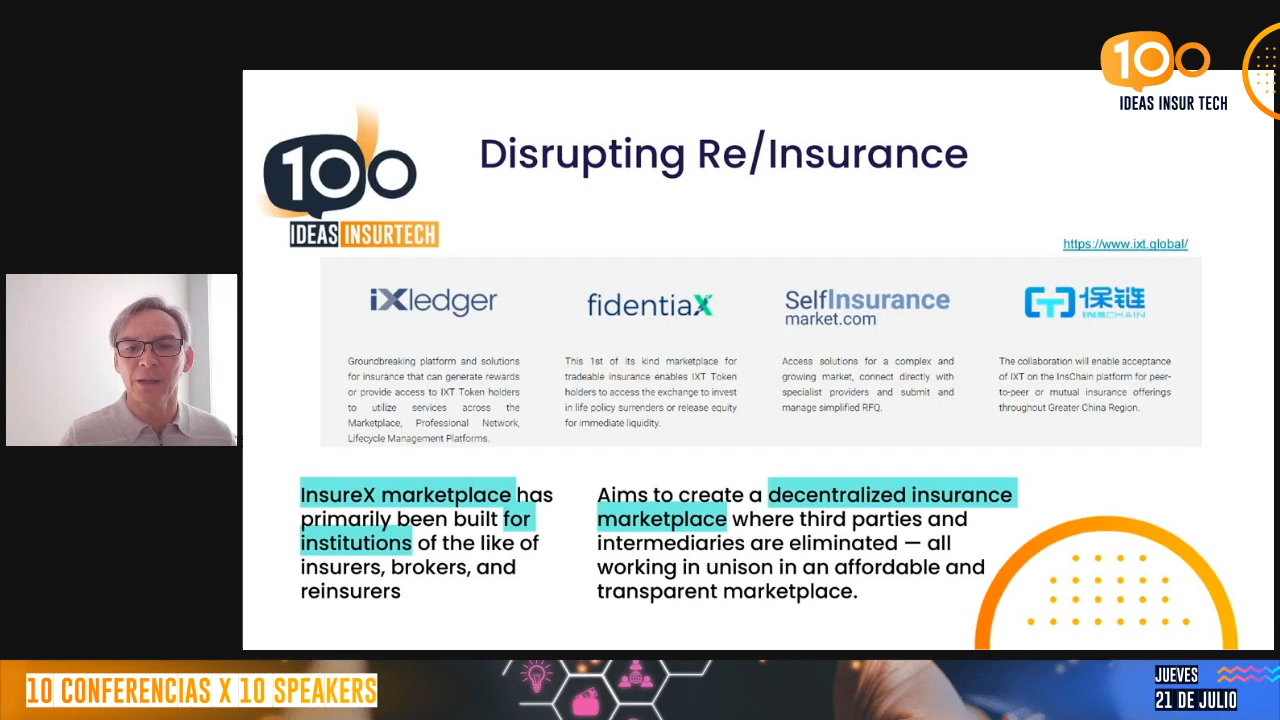 100
IDEAS INSUR TECH
100
IDEAS INSURTECH
Disrupting Re/Insurance
https://www.ixt.global/
iXledger
Groundbreaking platform and solutions
for insurance that can generate rewards
or provide access to IXT Token holders
to utilize services across the
Marketplace, Professional Network,
Lifecycle Management Platforms.
fidentiaX
This 1st of its kind marketplace for
tradeable insurance enables IXT Token
holders to access the exchange to invest
in life policy surrenders or release equity
for immediate liquidity.
SelfInsurance
market.com
Access solutions for a complex and
growing market, connect directly with
specialist providers and submit and
manage simplified RFQ.
保链
INSCHAIN
The collaboration will enable acceptance
of IXT on the InsChain platform for peer-
to-peer or mutual insurance offerings
throughout Greater China Region.
InsureX marketplace has
primarily been built for
institutions of the like of
insurers, brokers, and
reinsurers
Aims to create a decentralized insurance
marketplace where third parties and
intermediaries are eliminated — all
working in unison in an affordable and
transparent marketplace.
10 CONFERENCIAS X 10 SPEAKERS
JUEVES
21 DE JULIO